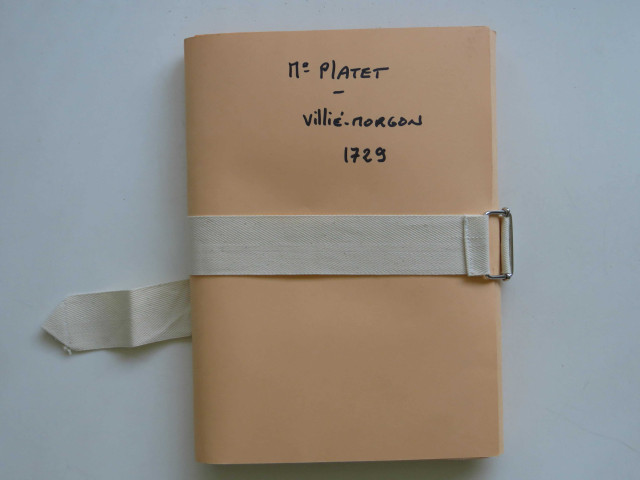 Me PlATET
-
Villié-MORGON
1729